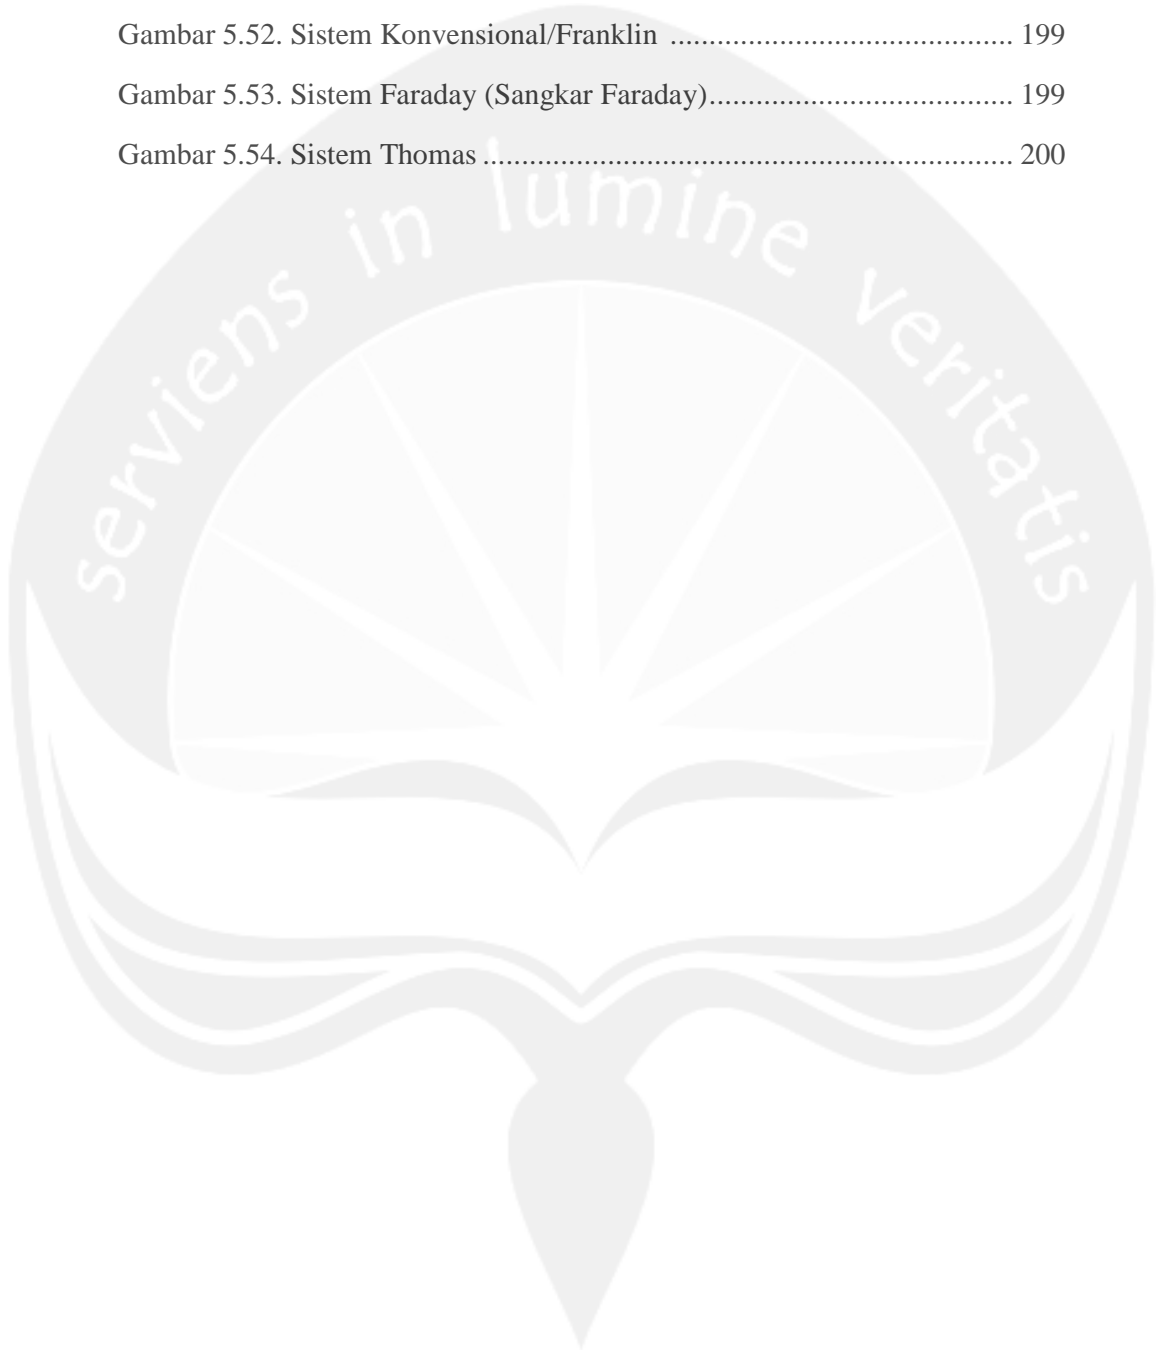 Gambar 5.52. Sistem Konvensional/Franklin ............................................ 199
Gambar 5.53. Sistem Faraday (Sangkar Faraday)....................................... 199
Gambar 5.54. Sistem Thomas .................................................................... 200
serviens in lumine veritatis